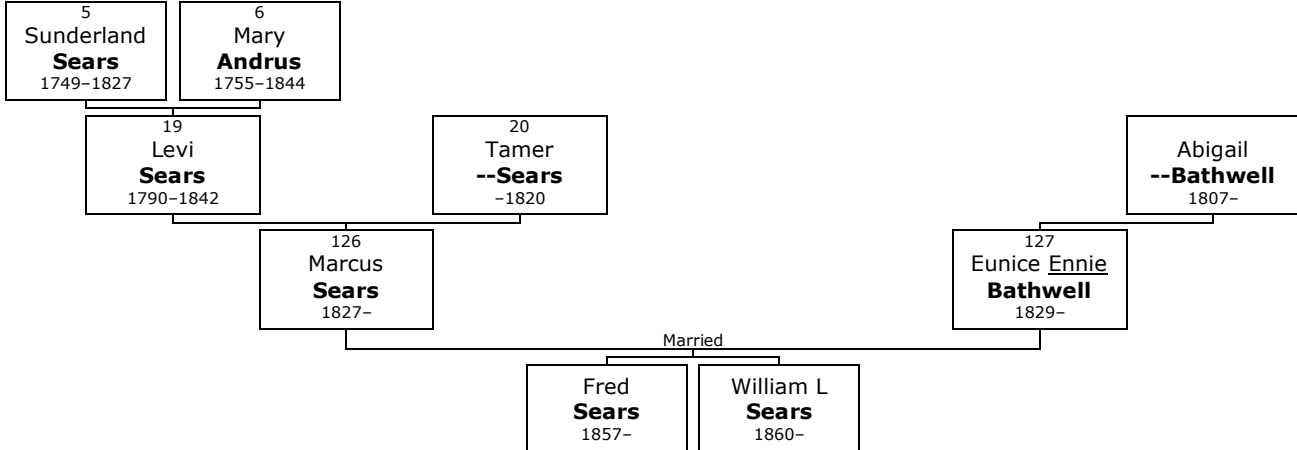 5
Sunderland
Sears
1749–1827
6
Mary
Andrus
1755–1844
19
Levi
Sears
1790–1842
20
Tamer
--Sears
–1820
Abigail
--Bathwell
1807–
126
Marcus
Sears
1827–
127
Eunice Ennie
Bathwell
1829–
Married
Fred
Sears
1857–
William L
Sears
1860–